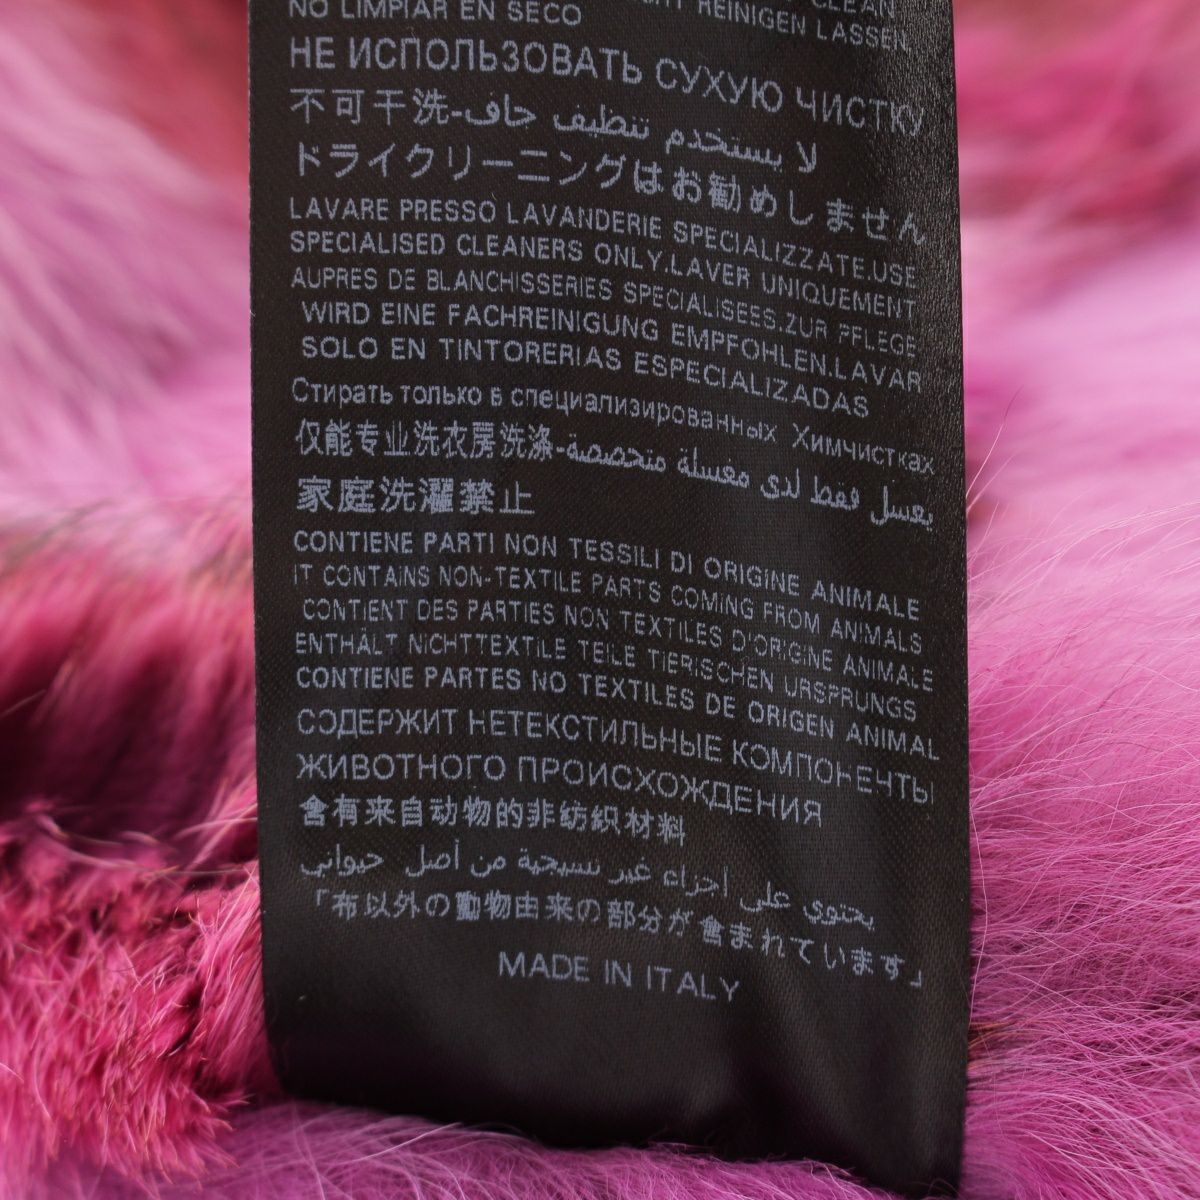 CLEAN
NO LIMPIAR EN SECO REINIGEN LASSEN.
НЕ ИСПОЛЬЗОВАТЬ СУХУЮ ЧИСТКУ
不可干洗-لا يستخدم تنظيف جاف
ドライクリーニングはお勧めしません
LAVARE PRESSO LAVANDERIE SPECIALIZZATE.USE
SPECIALISED CLEANERS ONLY.LAVER UNIQUEMENT
AUPRES DE BLANCHISSERIES SPECIALISEES.ZUR PFLEGE
WIRD EINE FACHREINIGUNG EMPFOHLEN.LAVAR
SOLO EN TINTORERIAS ESPECIALIZADAS
Стирать только в специализированных Химчистках
仅能专业洗衣房洗涤-يغسل فقط لدى مغسلة متخصصة
家庭洗濯禁止
CONTIENE PARTI NON TESSILI DI ORIGINE ANIMALE
IT CONTAINS NON-TEXTILE PARTS COMING FROM ANIMALS
CONTIENT DES PARTIES NON TEXTILES D'ORIGINE ANIMALE
ENTHÄLT NICHTTEXTILE TEILE TIERISCHEN URSPRUNGS
CONTIENE PARTES NO TEXTILES DE ORIGEN ANIMAL
СОДЕРЖИТ НЕТЕКСТИЛЬНЫЕ КОМПОНЕЧТЫ
ЖИВОТНОГО ПРОИСХОЖДЕНИЯ
含有来自动物的非纺织材料
يحتوي على أجزاء غير نسيجية من أصل حيواني
「布以外の動物由来の部分が含まれています」
MADE IN ITALY